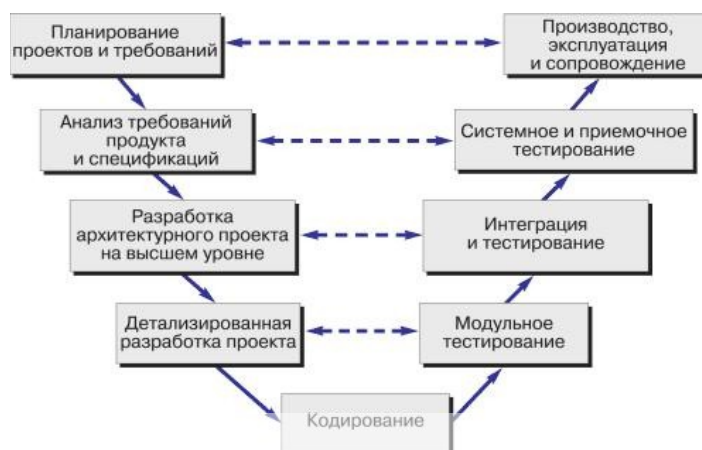 Планирование
проектов и требований
Производство,
эксплуатация
и сопровождение
Анализ требований
продукта
и спецификаций
Системное и приемочное
тестирование
Разработка
архитектурного проекта
на высшем уровне
Интеграция
и тестирование
Детализированная
разработка проекта
Модульное
тестирование
Кодирование